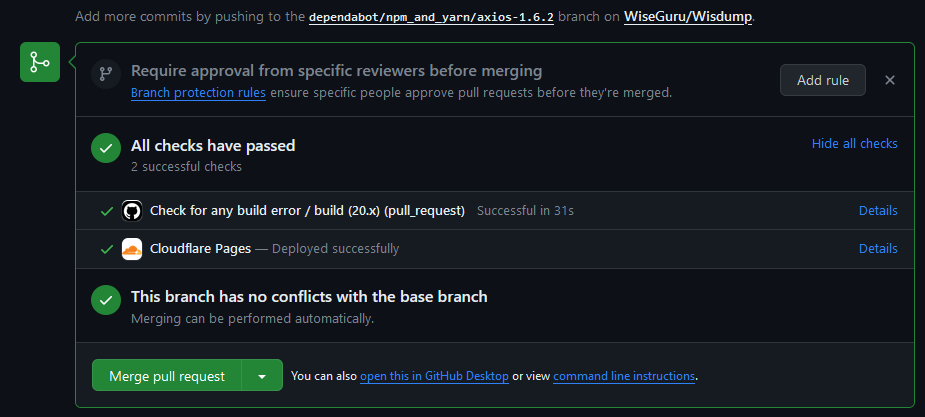 Add more commits by pushing to the dependabot/npm_and_yarn/axios-1.6.2 branch on WiseGuru/Wisdump.
Require approval from specific reviewers before merging
Branch protection rules ensure specific people approve pull requests before they're merged.
Add rule
All checks have passed
2 successful checks
Hide all checks
Check for any build error / build (20.x) (pull_request) Successful in 31s
Details
Cloudflare Pages — Deployed successfully
Details
This branch has no conflicts with the base branch
Merging can be performed automatically.
Merge pull request
You can also open this in GitHub Desktop or view command line instructions.